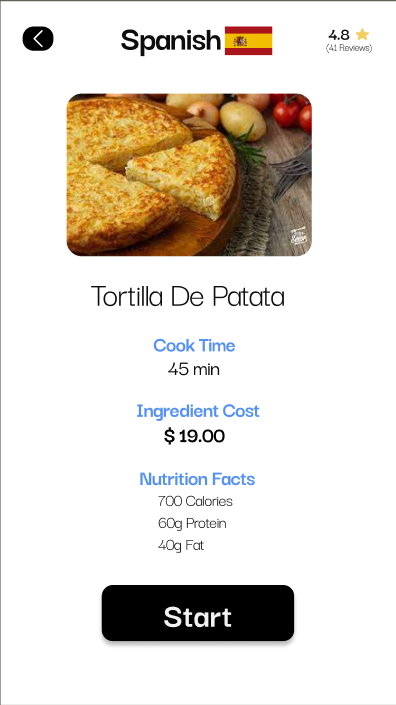 Spanish
4.8
(41 Reviews)
Tortilla De Patata
Cook Time
45 min
Ingredient Cost
$ 19.00
Nutrition Facts
700 Calories
60g Protein
40g Fat
Start